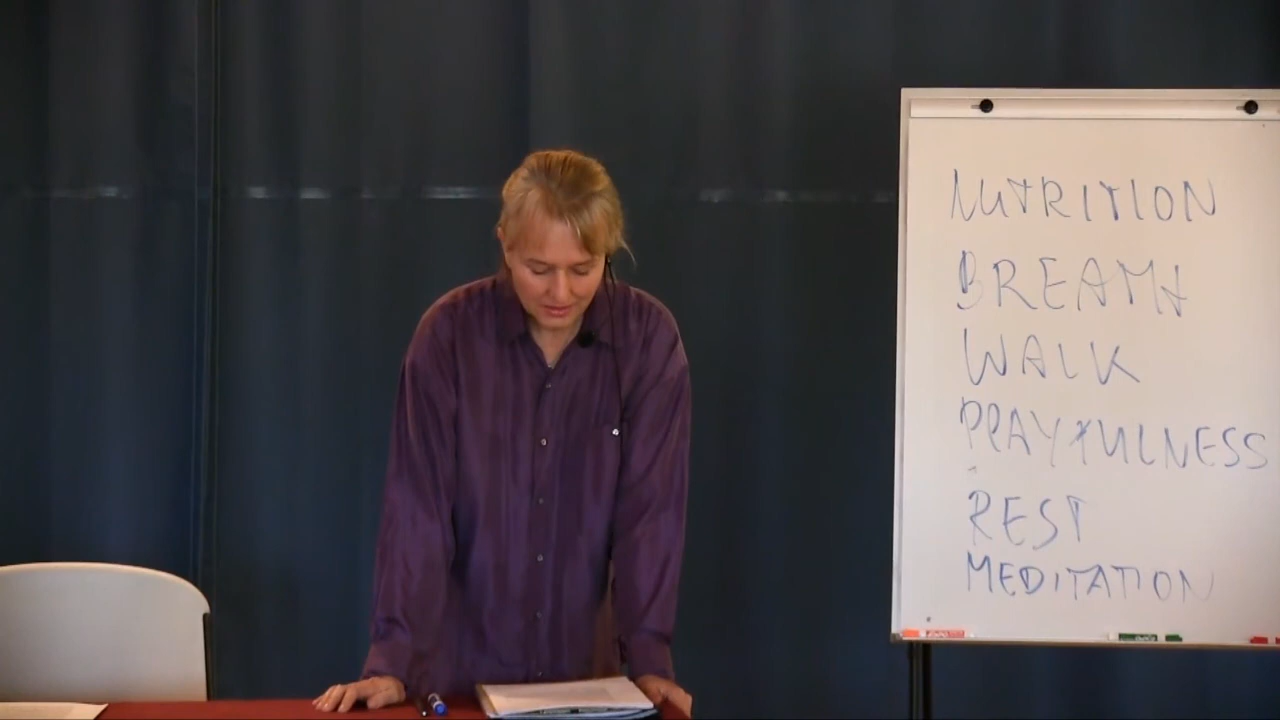 NUTRITION
BREATH
WALK
PLAYFULNESS
REST
MEDITATION